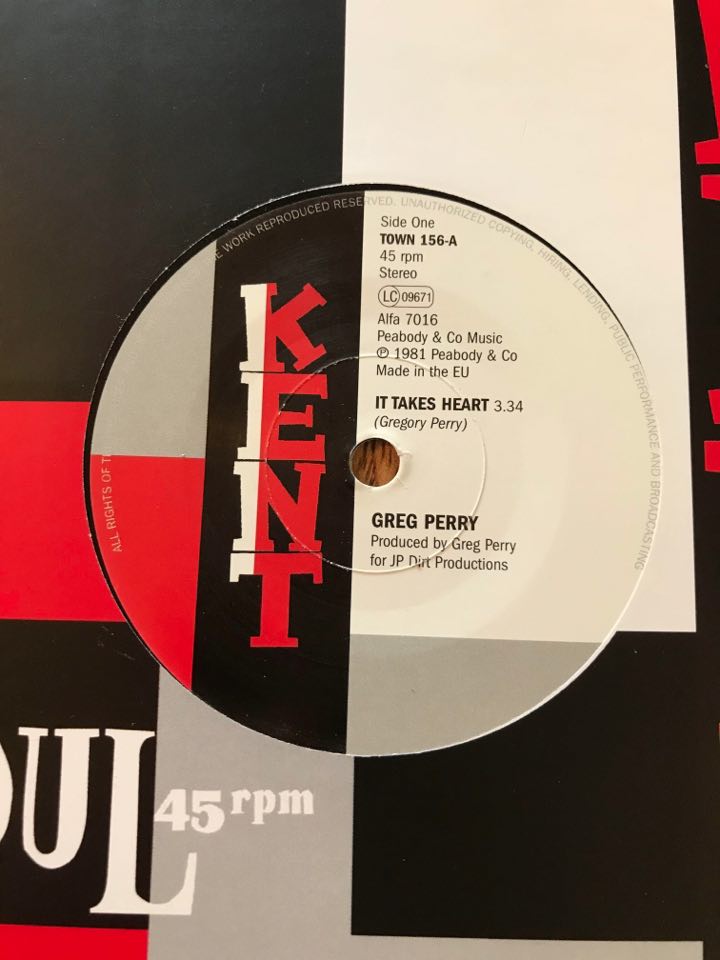 Side One
TOWN 156-A
45 rpm
Stereo
LC 09671
Alfa 7016
Peabody & Co Music
℗ 1981 Peabody & Co
Made in the EU
IT TAKES HEART 3.34
(Gregory Perry)
GREG PERRY
Produced by Greg Perry
for JP Dirt Productions
KENT
ALL RIGHTS OF T
E WORK REPRODUCED RESERVED. UNAUTHORIZED COPYING, HIRING, LENDING, PUBLIC PERFORMANCE AND BROADCASTING
OUL
45 rpm